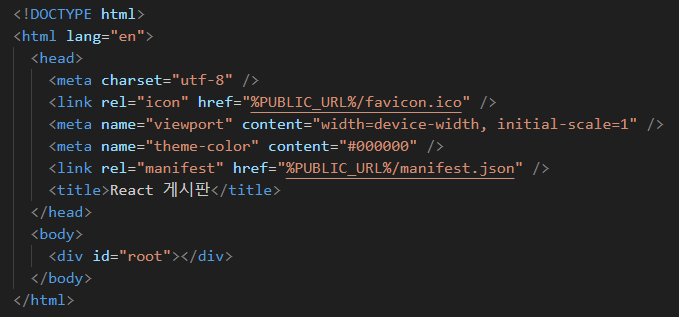 <!DOCTYPE html>
<html lang="en">
<head>
<meta charset="utf-8" />
<link rel="icon" href="%PUBLIC_URL%/favicon.ico" />
<meta name="viewport" content="width=device-width, initial-scale=1" />
<meta name="theme-color" content="#000000" />
<link rel="manifest" href="%PUBLIC_URL%/manifest.json" />
<title>React 게시판</title>
</head>
<body>
<div id="root"></div>
</body>
</html>